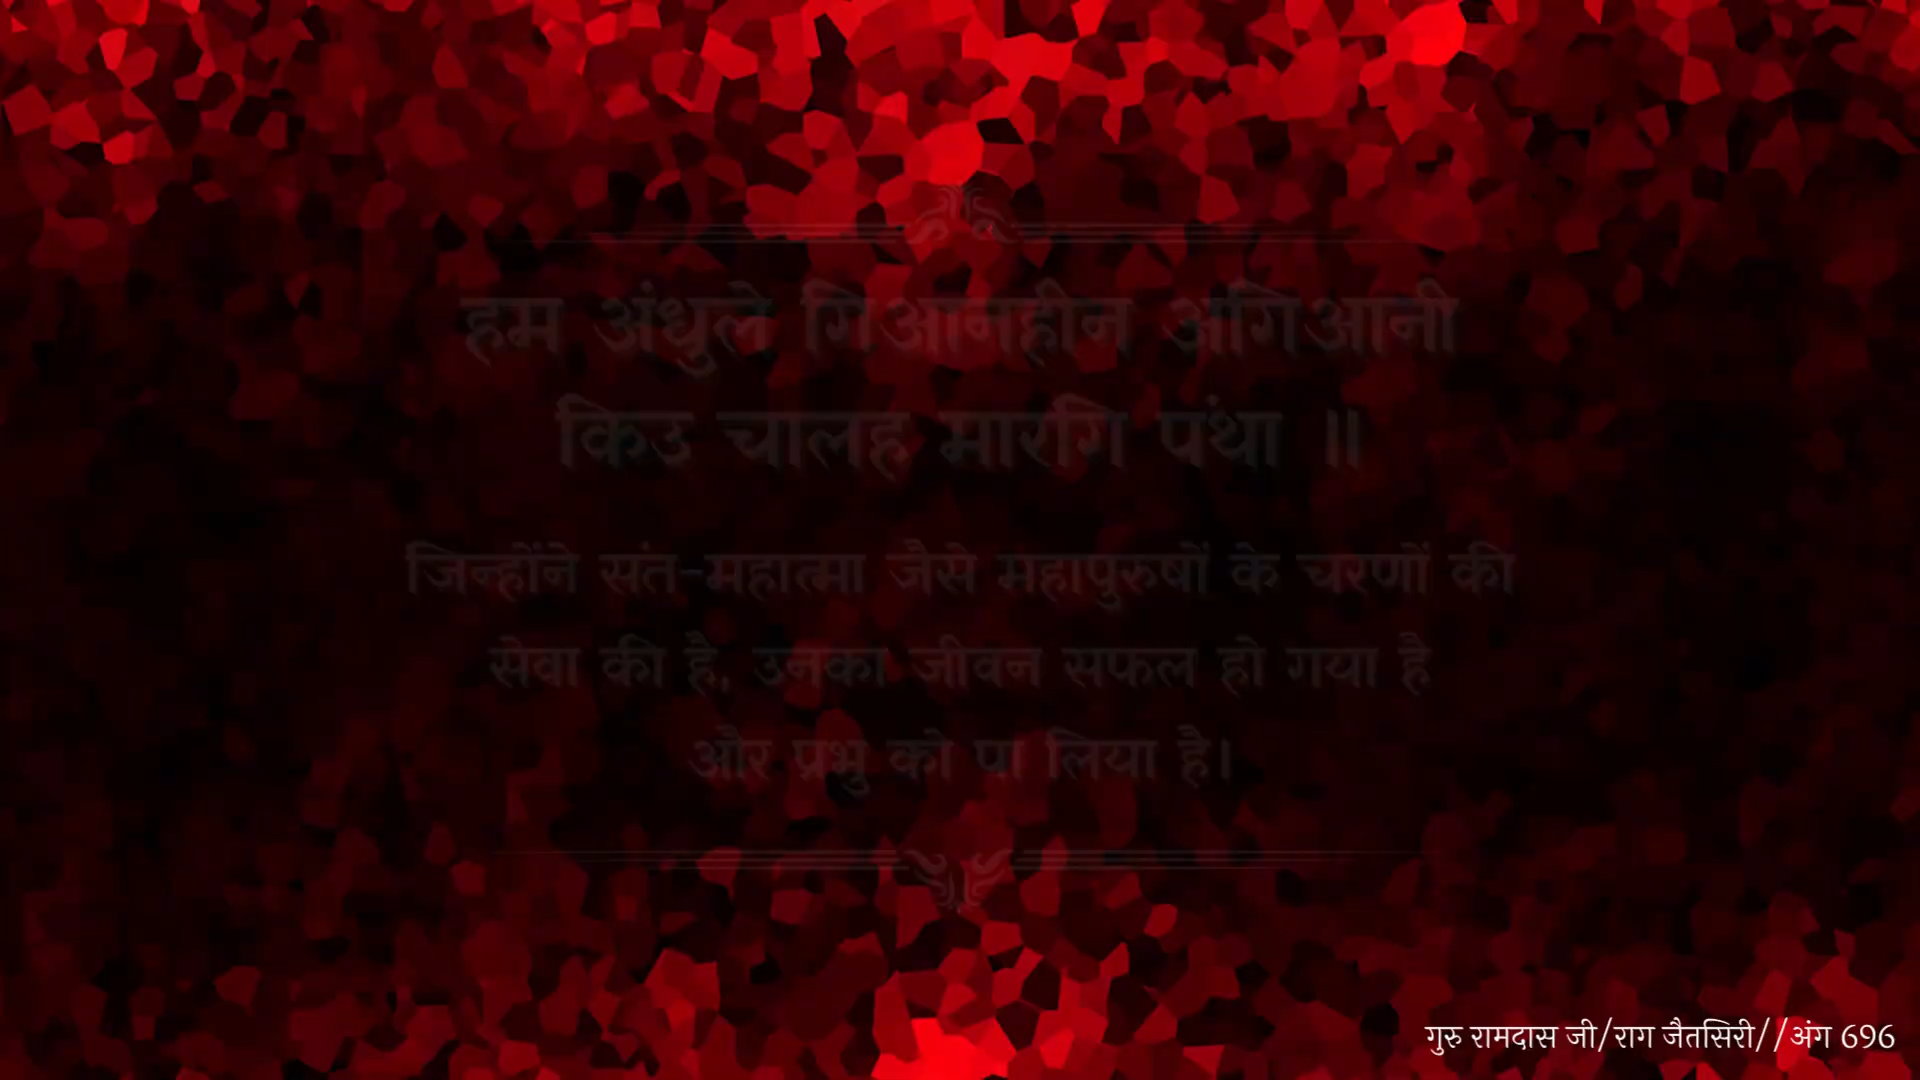 हम अंधुले गिआनहीन अगिआनी
किउ चालह मारगि पंथा ॥
जिन्होंने संत-महात्मा जैसे महापुरुषों के चरणों की
सेवा की है, उनका जीवन सफल हो गया है
और प्रभु को पा लिया है।
गुरु रामदास जी/राग जैतसिरी//अंग 696